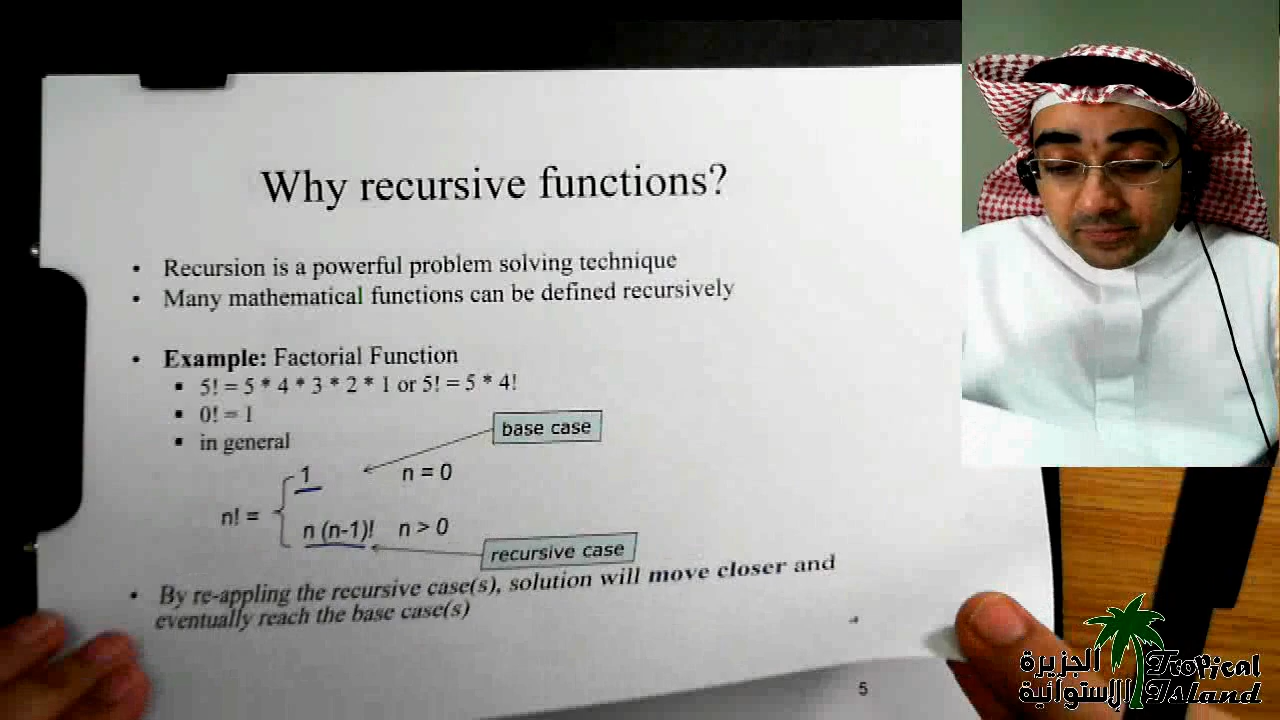 Why recursive functions?
• Recursion is a powerful problem solving technique
• Many mathematical functions can be defined recursively
• Example: Factorial Function
▪ 5! = 5 * 4 * 3 * 2 * 1 or 5! = 5 * 4!
▪ 0! = 1
▪ in general
base case
1 n = 0
n! =
n (n-1)! n > 0
recursive case
• By re-appling the recursive case(s), solution will move closer and
eventually reach the base case(s)
5
الجزيرة
الإستوائية
Tropical
Island